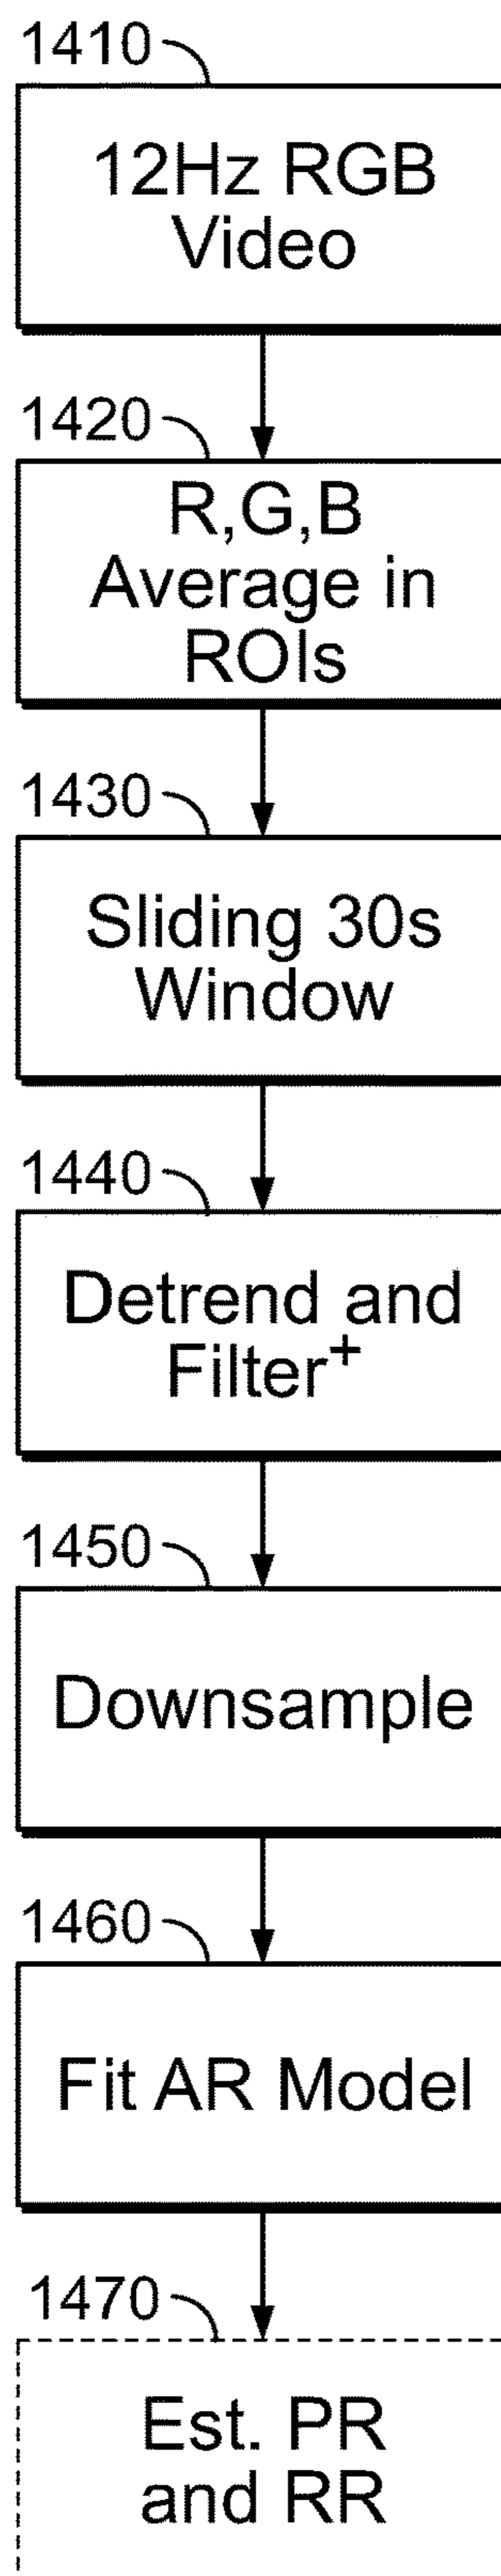 1410
12Hz RGB
Video
1420
R,G,B
Average in
ROIs
1430
Sliding 30s
Window
1440
Detrend and
Filter+
1450
Downsample
1460
Fit AR Model
1470
Est. PR
and RR